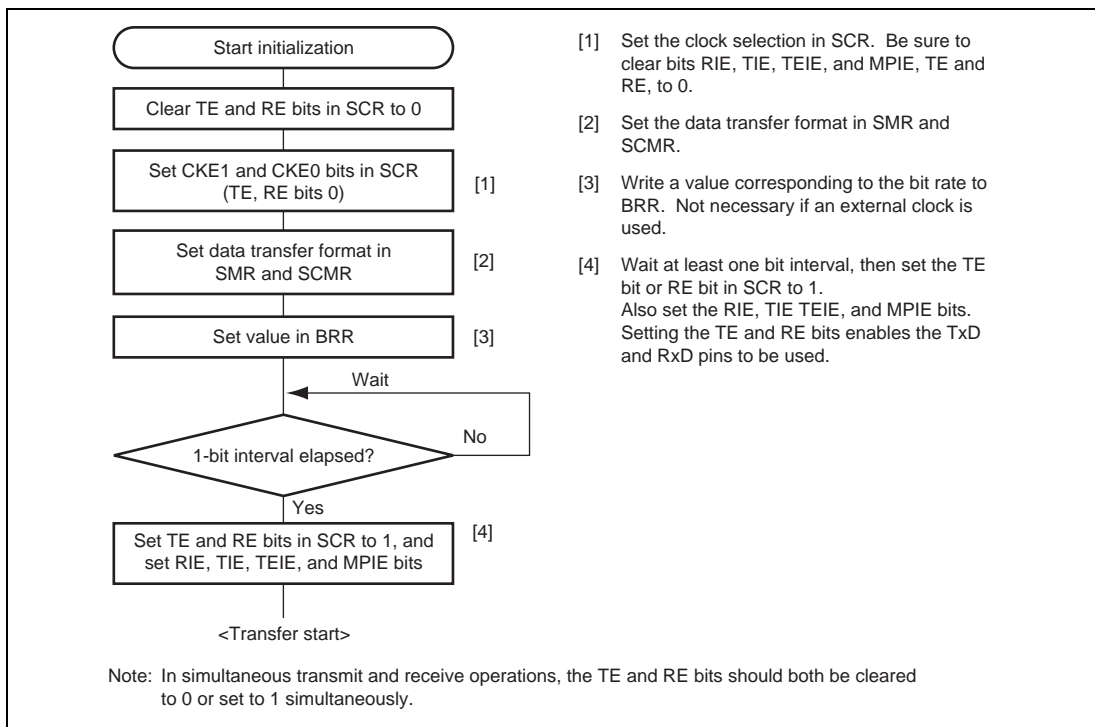 Start initialization
Clear TE and RE bits in SCR to 0
Set CKE1 and CKE0 bits in SCR
(TE, RE bits 0)
[1]
Set data transfer format in
SMR and SCMR
[2]
Set value in BRR
[3]
Wait
No
1-bit interval elapsed?
Yes
Set TE and RE bits in SCR to 1, and
set RIE, TIE, TEIE, and MPIE bits
[4]
<Transfer start>
[1] Set the clock selection in SCR. Be sure to
clear bits RIE, TIE, TEIE, and MPIE, TE and
RE, to 0.
[2] Set the data transfer format in SMR and
SCMR.
[3] Write a value corresponding to the bit rate to
BRR. Not necessary if an external clock is
used.
[4] Wait at least one bit interval, then set the TE
bit or RE bit in SCR to 1.
Also set the RIE, TIE TEIE, and MPIE bits.
Setting the TE and RE bits enables the TxD
and RxD pins to be used.
Note: In simultaneous transmit and receive operations, the TE and RE bits should both be cleared
to 0 or set to 1 simultaneously.